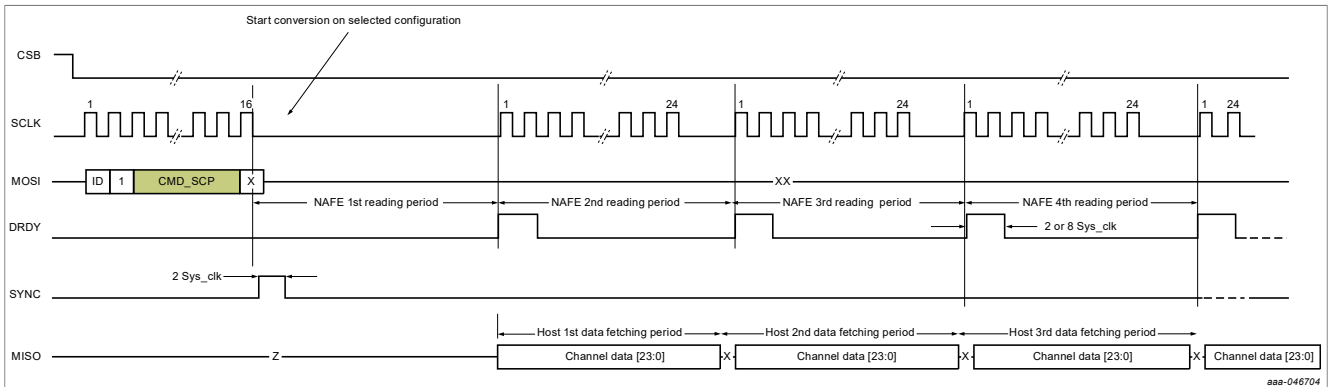 Start conversion on selected configuration
CSB
1 16 1 24 1 24 1 24 1 24
SCLK
MOSI ID 1 CMD_SCP X XX
NAFE 1st reading period NAFE 2nd reading period NAFE 3rd reading period NAFE 4th reading period
DRDY 2 or 8 Sys_clk
2 Sys_clk
SYNC
Host 1st data fetching period Host 2nd data fetching period Host 3rd data fetching period
MISO Z Channel data [23:0] X Channel data [23:0] X Channel data [23:0] X Channel data [23:0]
aaa-046704